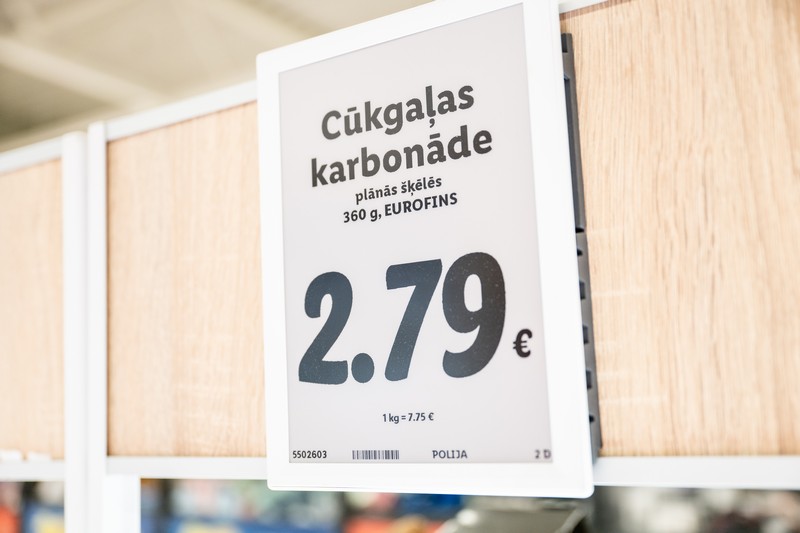 Cūkgaļas
karbonāde
plānās šķēlēs
360 g, EUROFINS
2.79 €
1 kg = 7.75 €
5502603 POLIJA 2 D